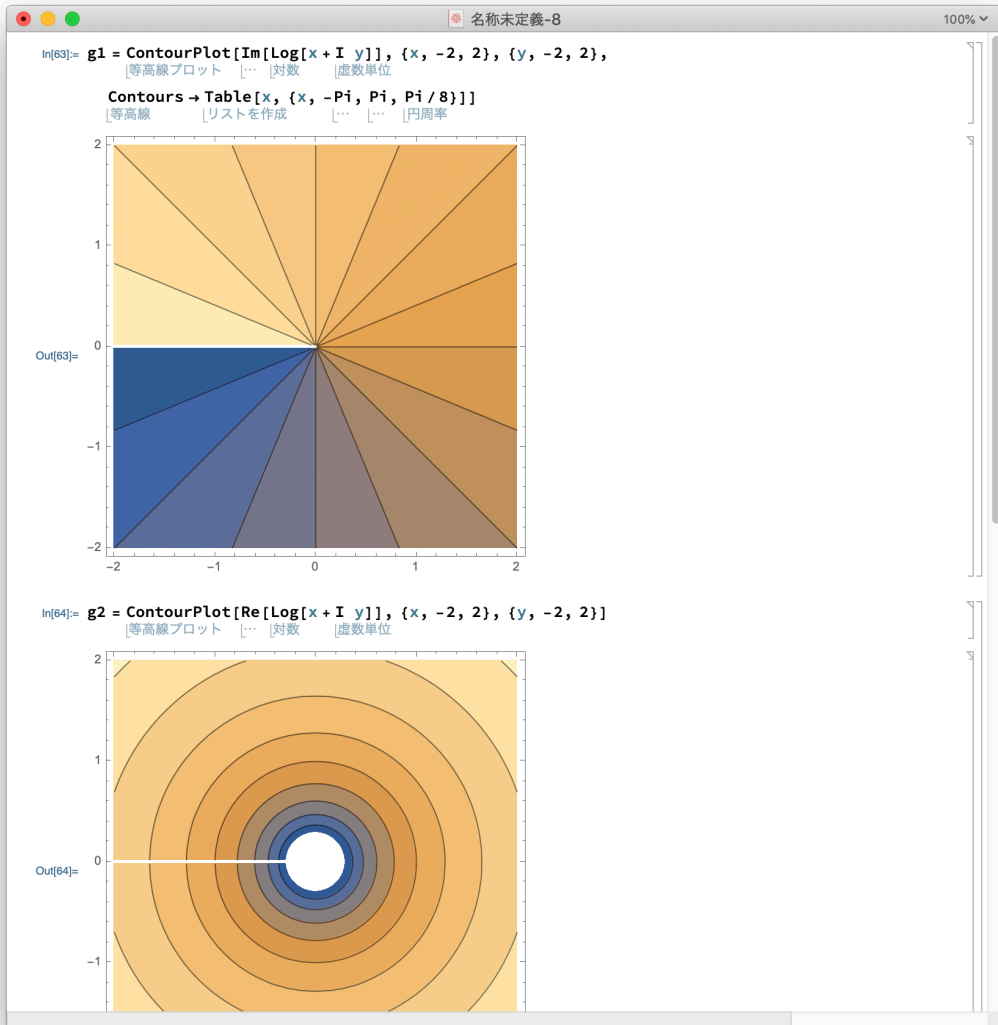 名称未定義-8
100%
In[63]:= g1 = ContourPlot[Im[Log[x + I y]], {x, -2, 2}, {y, -2, 2},
等高線プロット ⋯ 対数 虚数単位
Contours → Table[x, {x, -Pi, Pi, Pi / 8}]]
等高線 リストを作成 ⋯ ⋯ 円周率
2
1
Out[63]= 0
-1
-2
-2 -1 0 1 2
In[64]:= g2 = ContourPlot[Re[Log[x + I y]], {x, -2, 2}, {y, -2, 2}]
等高線プロット ⋯ 対数 虚数単位
2
1
Out[64]= 0
-1